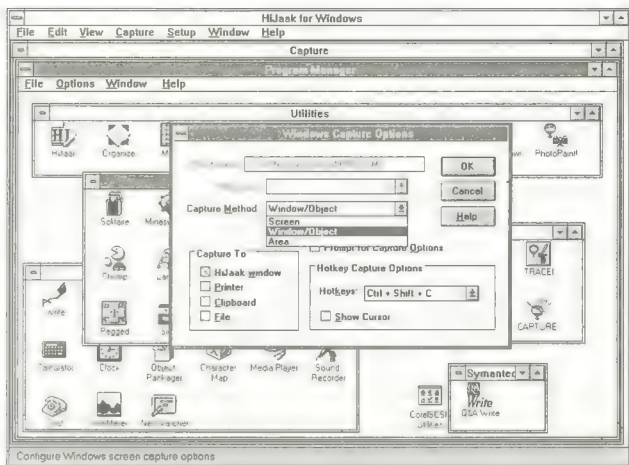 HiJaak for Windows
File Edit View Capture Setup Window Help
Capture
Program Manager
File Options Window Help
Utilities
HiJaak
Organize
PhotoPaint!
Windows Capture Options
OK
Cancel
Help
Capture Method Window/Object
Screen
Window/Object
Area
Prompt for Capture Options
Capture To
HiJaak window
Printer
Clipboard
File
Hotkey Capture Options
Hotkeys: Ctrl + Shift + C
Show Cursor
Solitaire
Pegged
TRACE!
CAPTURE
Write
Calculator
Clock
Object Packager
Character Map
Media Player
Sound Recorder
Symantec
Write
Q&A Write
CorelSCSI
Configure Windows screen capture options